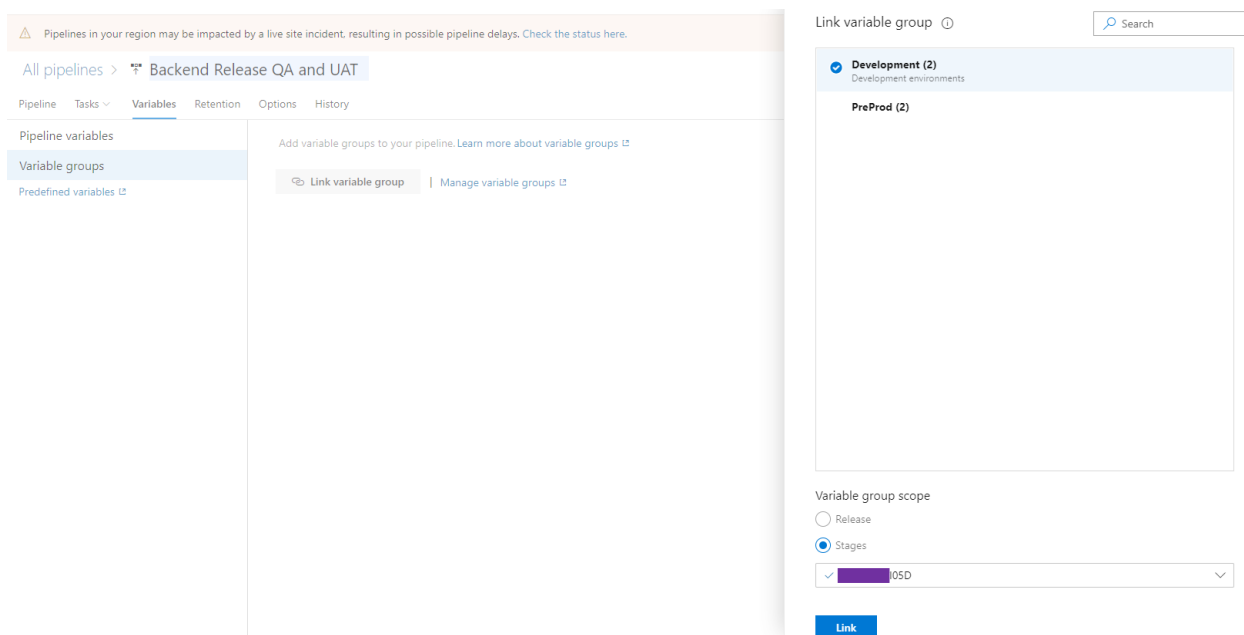 Pipelines in your region may be impacted by a live site incident, resulting in possible pipeline delays. Check the status here.
All pipelines > Backend Release QA and UAT
Pipeline Tasks Variables Retention Options History
Pipeline variables
Variable groups
Predefined variables
Add variable groups to your pipeline. Learn more about variable groups
Link variable group | Manage variable groups
Link variable group
Search
Development (2)
Development environments
PreProd (2)
Variable group scope
Release
Stages
Link